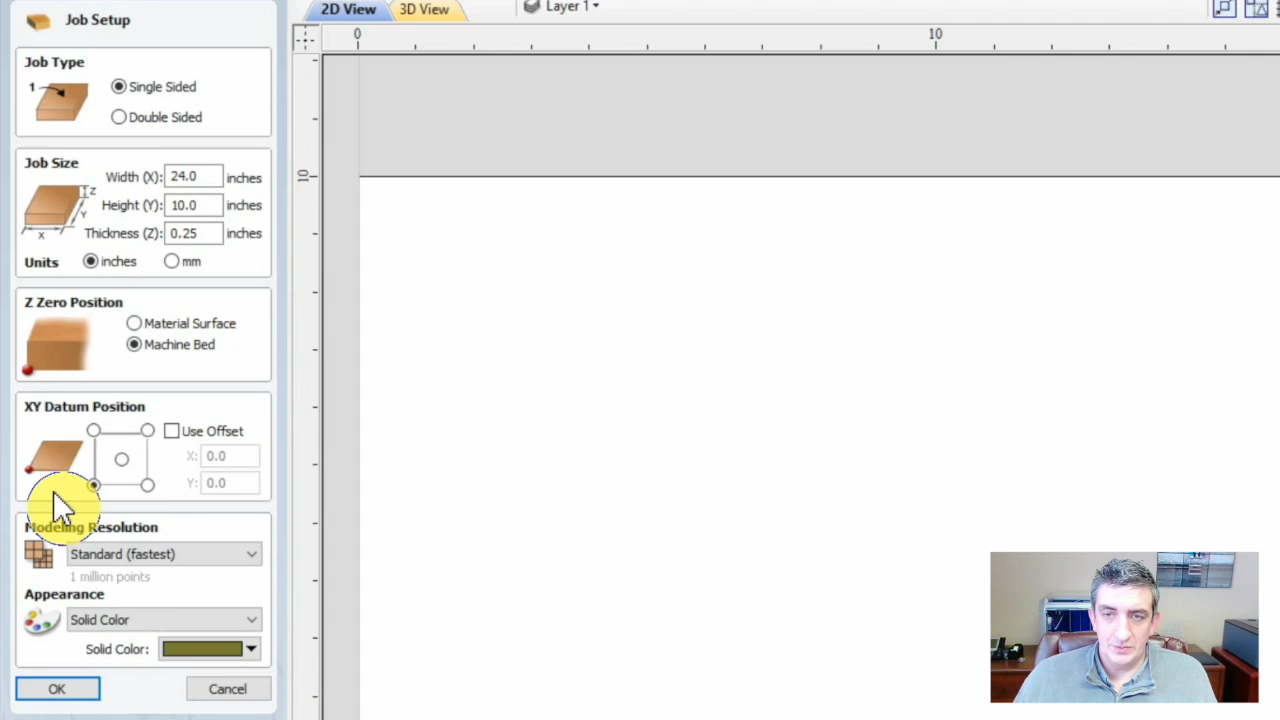 Job Setup
2D View
3D View
Layer 1
0
10
10
Job Type
1
Single Sided
Double Sided
Job Size
Z
Y
X
Width (X): 24.0 inches
Height (Y): 10.0 inches
Thickness (Z): 0.25 inches
Units inches mm
Z Zero Position
Material Surface
Machine Bed
XY Datum Position
Use Offset
X: 0.0
Y: 0.0
Modeling Resolution
Standard (fastest)
1 million points
Appearance
Solid Color
Solid Color:
OK
Cancel